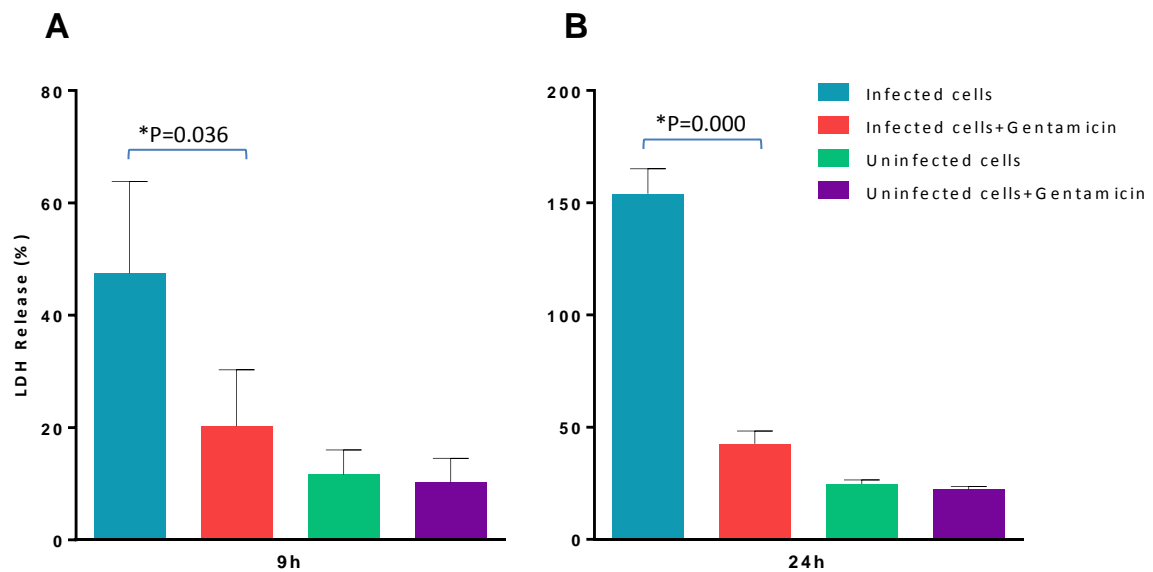 A
B
80
60
40
20
0
LDH Release (%)
*P=0.036
9h
200
150
100
50
0
*P=0.000
24h
Infected cells
Infected cells+Gentamicin
Uninfected cells
Uninfected cells+Gentamicin